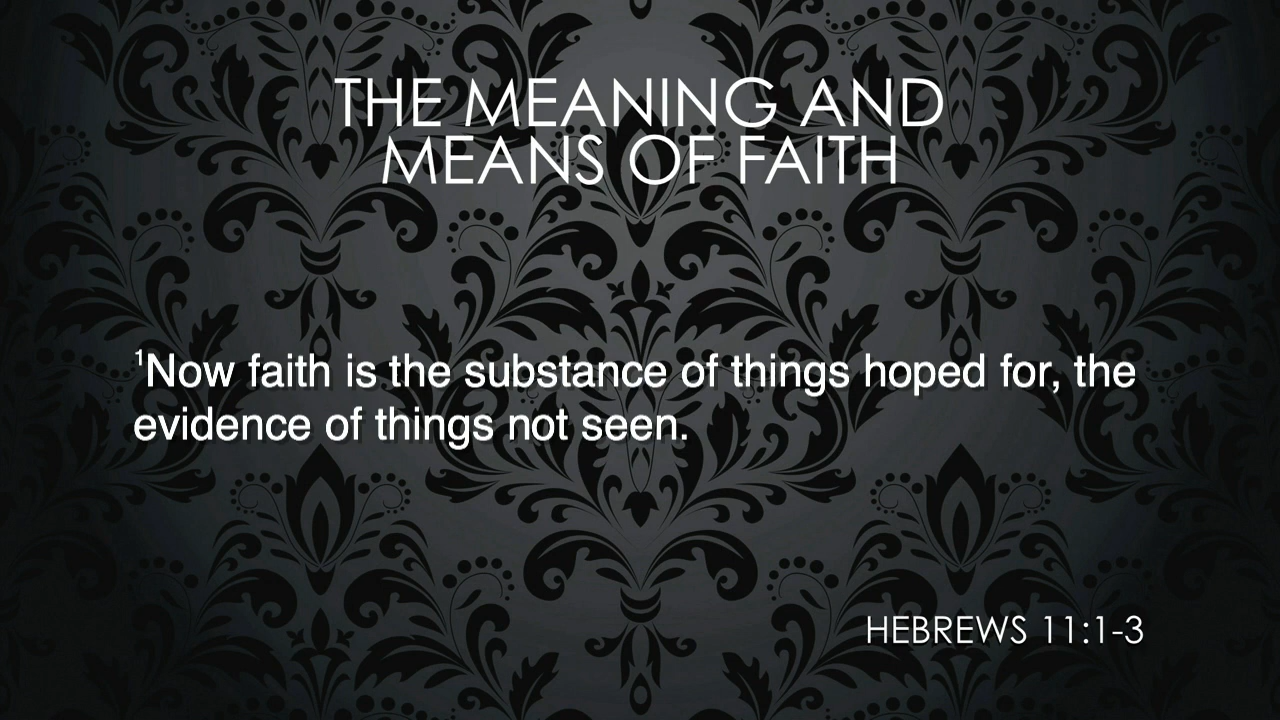 THE MEANING AND
MEANS OF FAITH
¹Now faith is the substance of things hoped for, the
evidence of things not seen.
HEBREWS 11:1-3